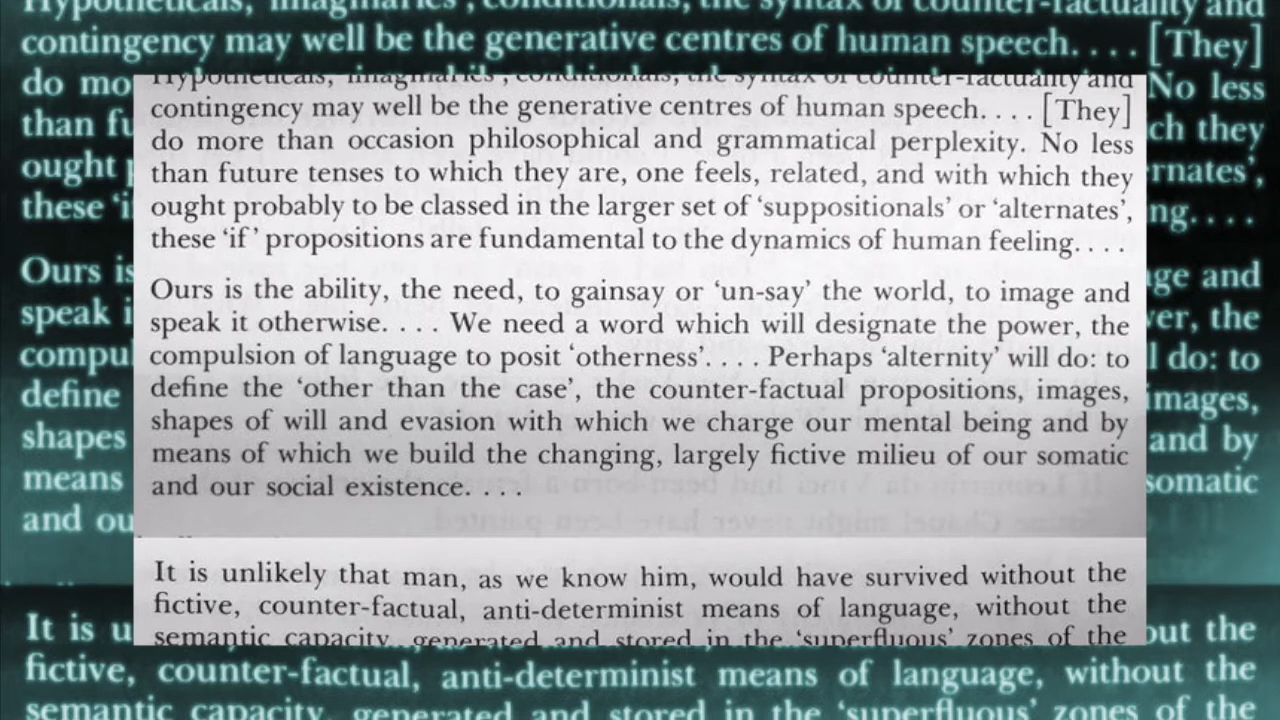 Hypotheticals, 'imaginaries', conditionals, the syntax of counter-factuality and
contingency may well be the generative centres of human speech. . . . [They]
do more than occasion philosophical and grammatical perplexity. No less
than future tenses to which they are, one feels, related, and with which they
ought probably to be classed in the larger set of 'suppositionals' or 'alternates',
these 'if' propositions are fundamental to the dynamics of human feeling. . . .
Ours is the ability, the need, to gainsay or 'un-say' the world, to image and
speak it otherwise. . . . We need a word which will designate the power, the
compulsion of language to posit 'otherness'. . . . Perhaps 'alternity' will do: to
define the 'other than the case', the counter-factual propositions, images,
shapes of will and evasion with which we charge our mental being and by
means of which we build the changing, largely fictive milieu of our somatic
and our social existence. . . .
It is unlikely that man, as we know him, would have survived without the
fictive, counter-factual, anti-determinist means of language, without the
semantic capacity, generated and stored in the 'superfluous' zones of the